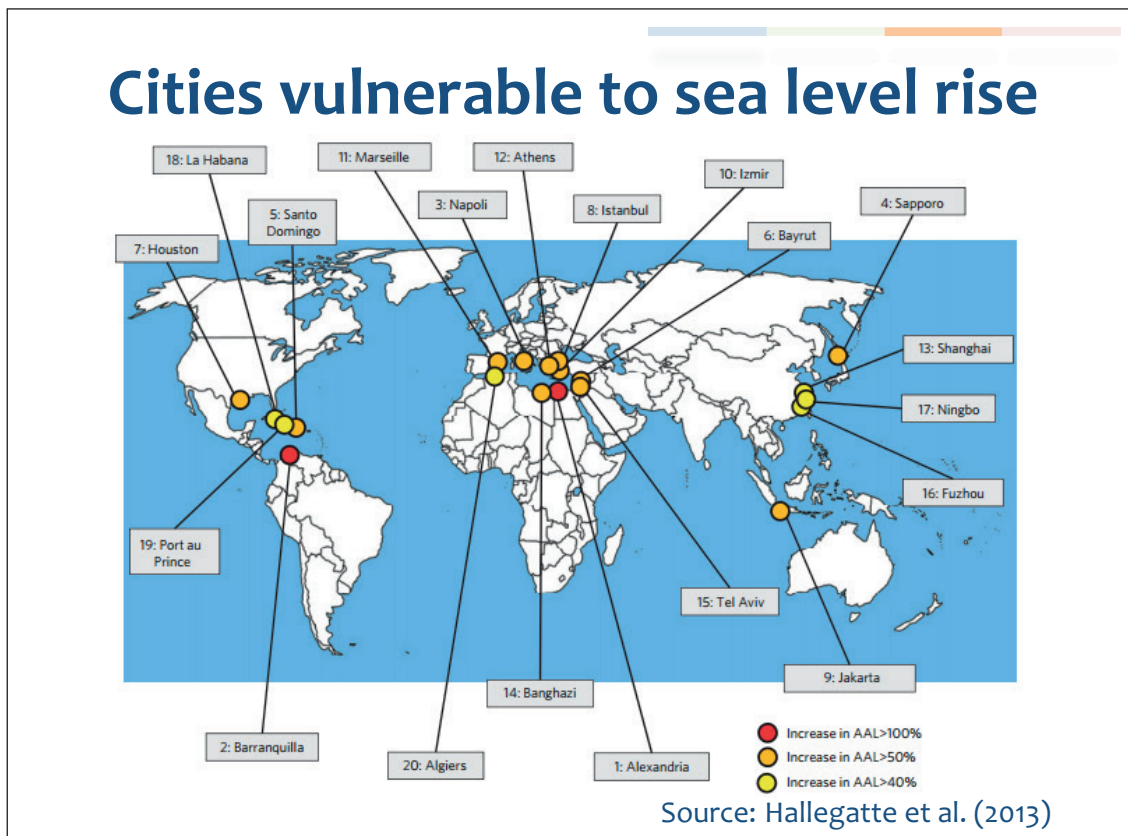 Cities vulnerable to sea level rise
18: La Habana
11: Marseille
12: Athens
10: Izmir
5: Santo
Domingo
3: Napoli
8: Istanbul
4: Sapporo
7: Houston
6: Bayrut
13: Shanghai
17: Ningbo
16: Fuzhou
19: Port au
Prince
15: Tel Aviv
9: Jakarta
14: Banghazi
2: Barranquilla
20: Algiers
1: Alexandria
Increase in AAL>100%
Increase in AAL>50%
Increase in AAL>40%
Source: Hallegatte et al. (2013)